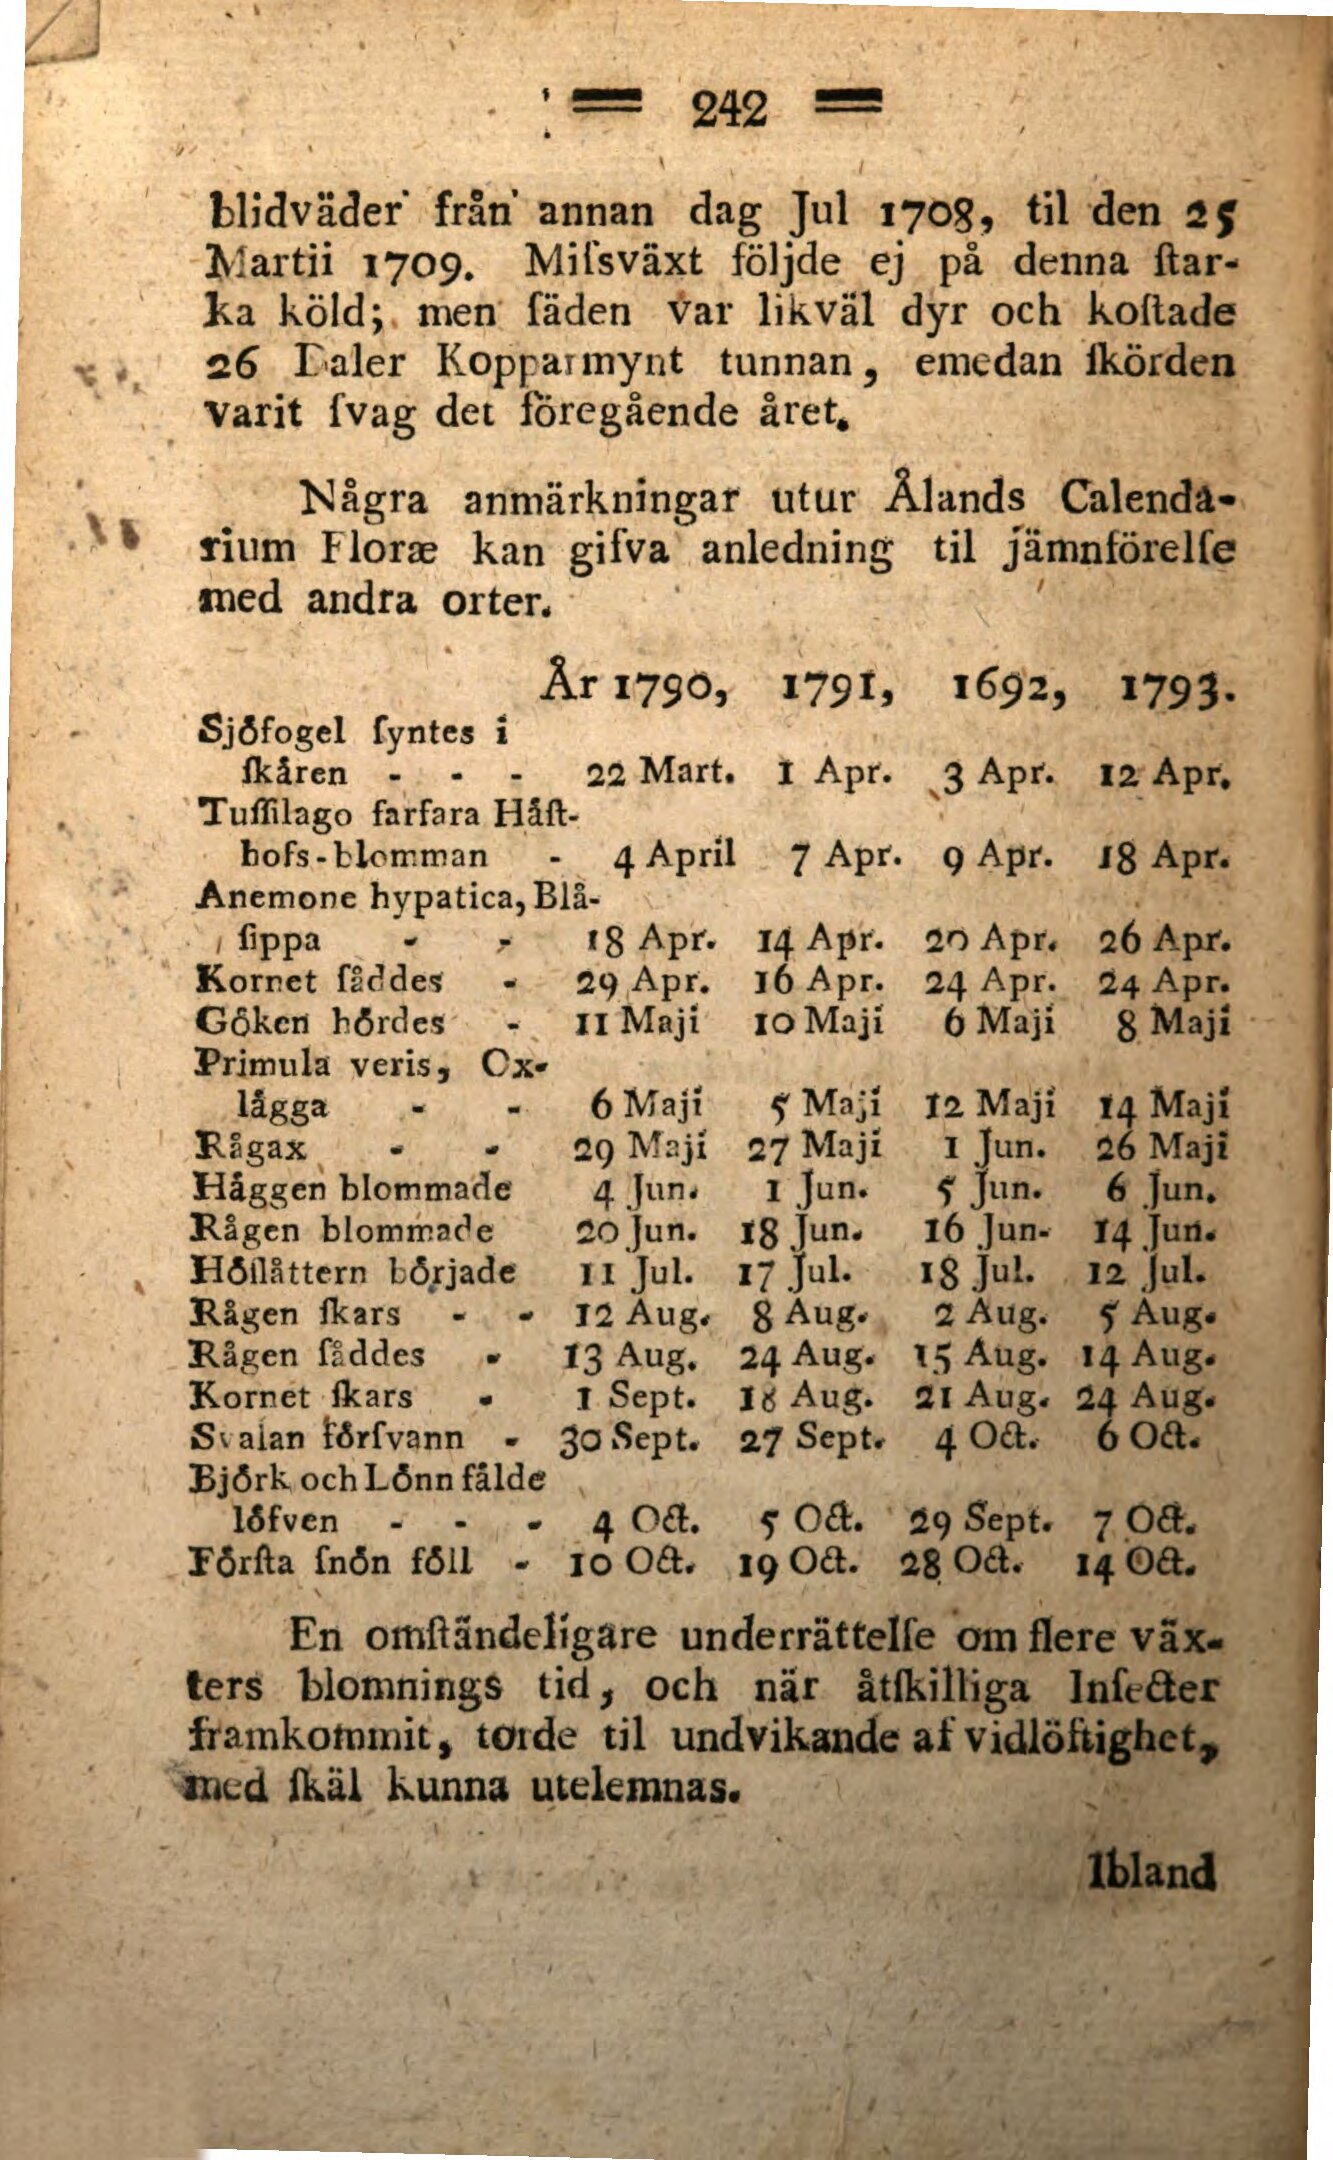 242
blidväder från annan dag Jul 1708, til den 25
Martii 1709. Miſsväxt följde ej på denna ſtar-
ka köld; men ſäden var likväl dyr och koſtade
26 Daler Kopparmynt tunnan, emedan ſkörden
varit ſvag det föregående året.
Några anmärkningar utur Ålands Calenda-
rium Floræ kan gifva anledning til jämnförelſe
med andra orter.
År 1790, 1791, 1692, 1793.
Sjöfogel ſyntes i
ſkären - - - 22 Mart. 1 Apr. 3 Apr. 12 Apr.
Tuſſilago farfara Häſt-
hofs-blomman - 4 April 7 Apr. 9 Apr. 18 Apr.
Anemone hypatica, Blå-
ſippa - - 18 Apr. 14 Apr. 20 Apr. 26 Apr.
Kornet ſåddes - 29 Apr. 16 Apr. 24 Apr. 24 Apr.
Göken hördes - 11 Maji 10 Maji 6 Maji 8 Maji
Primula veris, Ox-
lägga - - 6 Maji 5 Maji 12 Maji 14 Maji
Rågax - - 29 Maji 27 Maji 1 Jun. 26 Maji
Häggen blommade 4 Jun. 1 Jun. 5 Jun. 6 Jun.
Rågen blommade 20 Jun. 18 Jun. 16 Jun. 14 Jun.
Höſlåttern började 11 Jul. 17 Jul. 18 Jul. 12 Jul.
Rågen ſkars - - 12 Aug. 8 Aug. 2 Aug. 5 Aug.
Rågen ſåddes - 13 Aug. 24 Aug. 15 Aug. 14 Aug.
Kornet ſkars - 1 Sept. 18 Aug. 21 Aug. 24 Aug.
Svalan förſvann - 30 Sept. 27 Sept. 4 Oct. 6 Oct.
Björk och Lönn fälde
löfven - - - 4 Oct. 5 Oct. 29 Sept. 7 Oct.
Förſta ſnön föll - 10 Oct. 19 Oct. 28 Oct. 14 Oct.
En omſtändeligare underrättelſe om flere väx-
ters blomnings tid, och när åtſkilliga Inſecter
framkommit, torde til undvikande af vidlöftighet,
med ſkäl kunna utelemnas.
Ibland